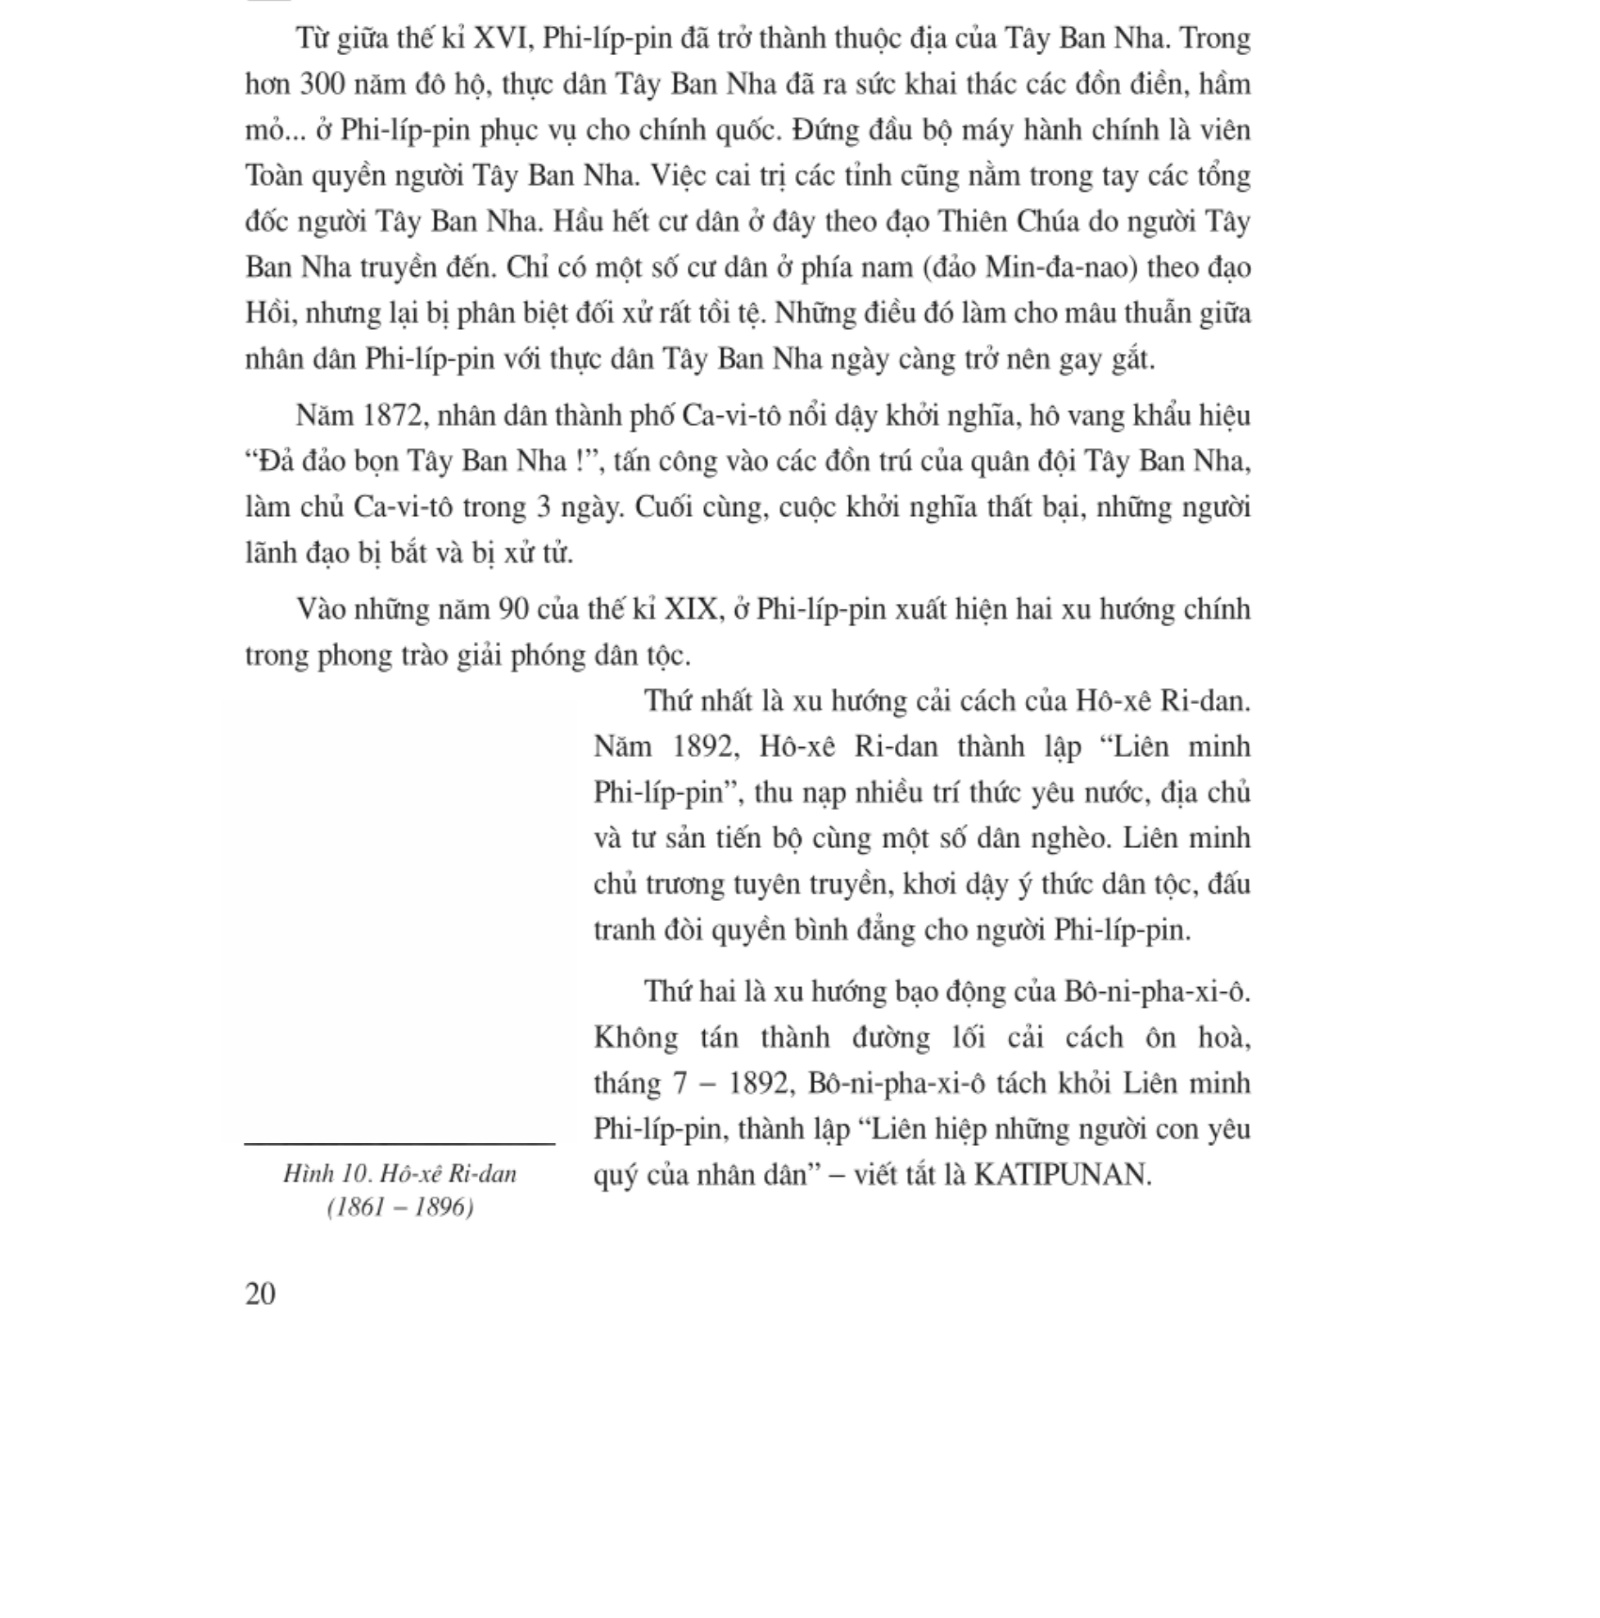 Từ giữa thế kỉ XVI, Phi-líp-pin đã trở thành thuộc địa của Tây Ban Nha. Trong
hơn 300 năm đô hộ, thực dân Tây Ban Nha đã ra sức khai thác các đồn điền, hầm
mỏ... ở Phi-líp-pin phục vụ cho chính quốc. Đứng đầu bộ máy hành chính là viên
Toàn quyền người Tây Ban Nha. Việc cai trị các tỉnh cũng nằm trong tay các tổng
đốc người Tây Ban Nha. Hầu hết cư dân ở đây theo đạo Thiên Chúa do người Tây
Ban Nha truyền đến. Chỉ có một số cư dân ở phía nam (đảo Min-đa-nao) theo đạo
Hồi, nhưng lại bị phân biệt đối xử rất tồi tệ. Những điều đó làm cho mâu thuẫn giữa
nhân dân Phi-líp-pin với thực dân Tây Ban Nha ngày càng trở nên gay gắt.
Năm 1872, nhân dân thành phố Ca-vi-tô nổi dậy khởi nghĩa, hô vang khẩu hiệu
“Đả đảo bọn Tây Ban Nha !”, tấn công vào các đồn trú của quân đội Tây Ban Nha,
làm chủ Ca-vi-tô trong 3 ngày. Cuối cùng, cuộc khởi nghĩa thất bại, những người
lãnh đạo bị bắt và bị xử tử.
Vào những năm 90 của thế kỉ XIX, ở Phi-líp-pin xuất hiện hai xu hướng chính
trong phong trào giải phóng dân tộc.
Thứ nhất là xu hướng cải cách của Hô-xê Ri-dan.
Năm 1892, Hô-xê Ri-dan thành lập “Liên minh
Phi-líp-pin”, thu nạp nhiều trí thức yêu nước, địa chủ
và tư sản tiến bộ cùng một số dân nghèo. Liên minh
chủ trương tuyên truyền, khơi dậy ý thức dân tộc, đấu
tranh đòi quyền bình đẳng cho người Phi-líp-pin.
Thứ hai là xu hướng bạo động của Bô-ni-pha-xi-ô.
Không tán thành đường lối cải cách ôn hoà,
tháng 7 – 1892, Bô-ni-pha-xi-ô tách khỏi Liên minh
Phi-líp-pin, thành lập “Liên hiệp những người con yêu
quý của nhân dân” – viết tắt là KATIPUNAN.
Hình 10. Hô-xê Ri-dan
(1861 – 1896)
20